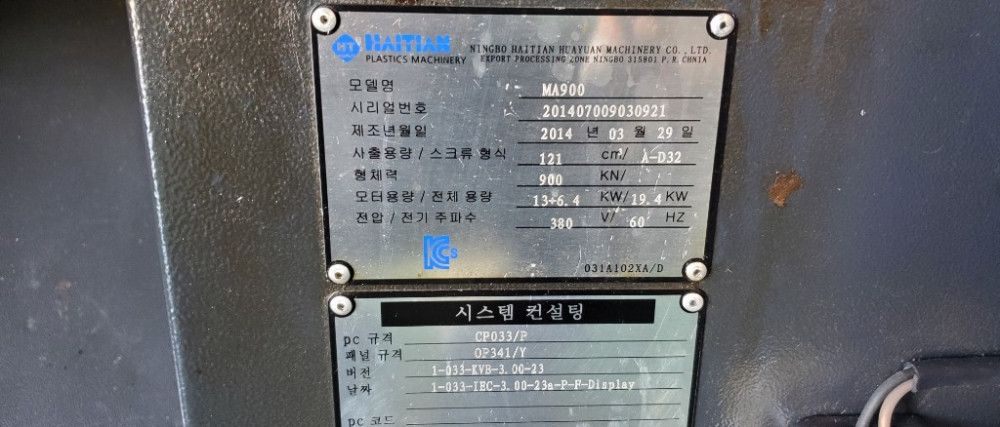 HT HAITIAN
PLASTICS MACHINERY
NINGBO HAITIAN HUAYUAN MACHINERY CO., LTD.
EXPORT PROCESSING ZONE NINGBO 315801 P. R. CHNIA
모델명 MA900
시리얼번호 201407009030921
제조년월일 2014 년 03 월 29 일
사출용량 / 스크류 형식 121 cm/ A-D32
형체력 900 KN/
모터용량 / 전체 용량 13+6.4 KW/ 19.4 KW
전압 / 전기 주파수 380 V/ 60 HZ
KCs
031A102XA/D
시스템 컨설팅
pc 규격 CP033/P
패널 규격 OP341/Y
버전 1-033-KVB-3.00-23
날짜 1-033-IEC-3.00-23a-P-F-Display
pc 코드